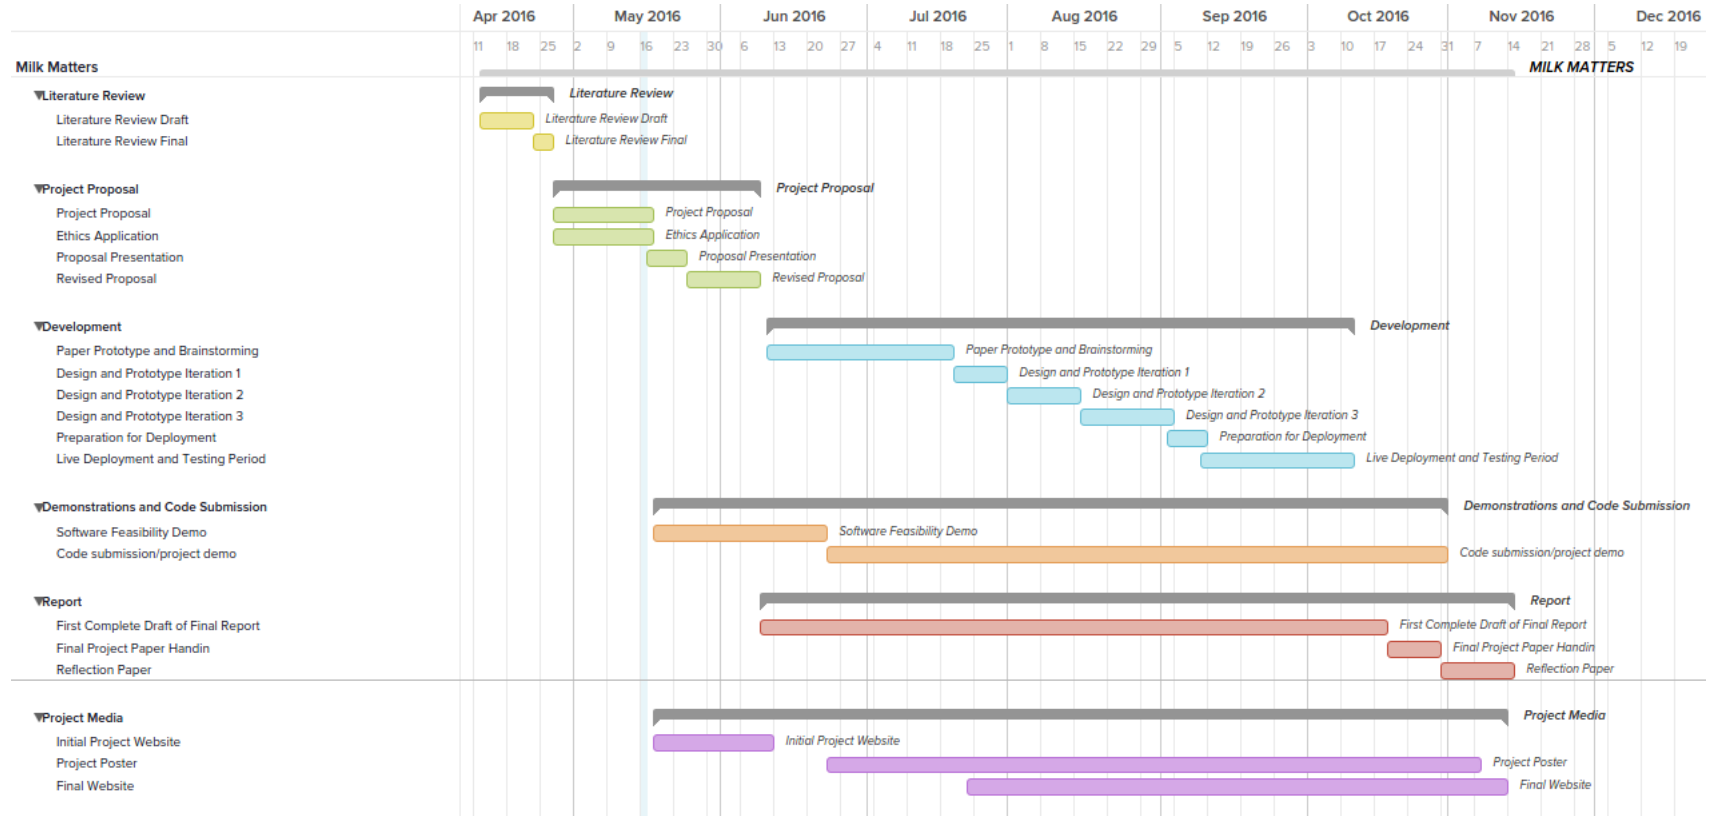 Apr 2016 May 2016 Jun 2016 Jul 2016 Aug 2016 Sep 2016 Oct 2016 Nov 2016 Dec 2016
11 18 25 2 9 16 23 30 6 13 20 27 4 11 18 25 1 8 15 22 29 5 12 19 26 3 10 17 24 31 7 14 21 28 5 12 19
Milk Matters MILK MATTERS
▼Literature Review Literature Review
Literature Review Draft Literature Review Draft
Literature Review Final Literature Review Final
▼Project Proposal Project Proposal
Project Proposal Project Proposal
Ethics Application Ethics Application
Proposal Presentation Proposal Presentation
Revised Proposal Revised Proposal
▼Development Development
Paper Prototype and Brainstorming Paper Prototype and Brainstorming
Design and Prototype Iteration 1 Design and Prototype Iteration 1
Design and Prototype Iteration 2 Design and Prototype Iteration 2
Design and Prototype Iteration 3 Design and Prototype Iteration 3
Preparation for Deployment Preparation for Deployment
Live Deployment and Testing Period Live Deployment and Testing Period
▼Demonstrations and Code Submission Demonstrations and Code Submission
Software Feasibility Demo Software Feasibility Demo
Code submission/project demo Code submission/project demo
▼Report Report
First Complete Draft of Final Report First Complete Draft of Final Report
Final Project Paper Handin Final Project Paper Handin
Reflection Paper Reflection Paper
▼Project Media Project Media
Initial Project Website Initial Project Website
Project Poster Project Poster
Final Website Final Website